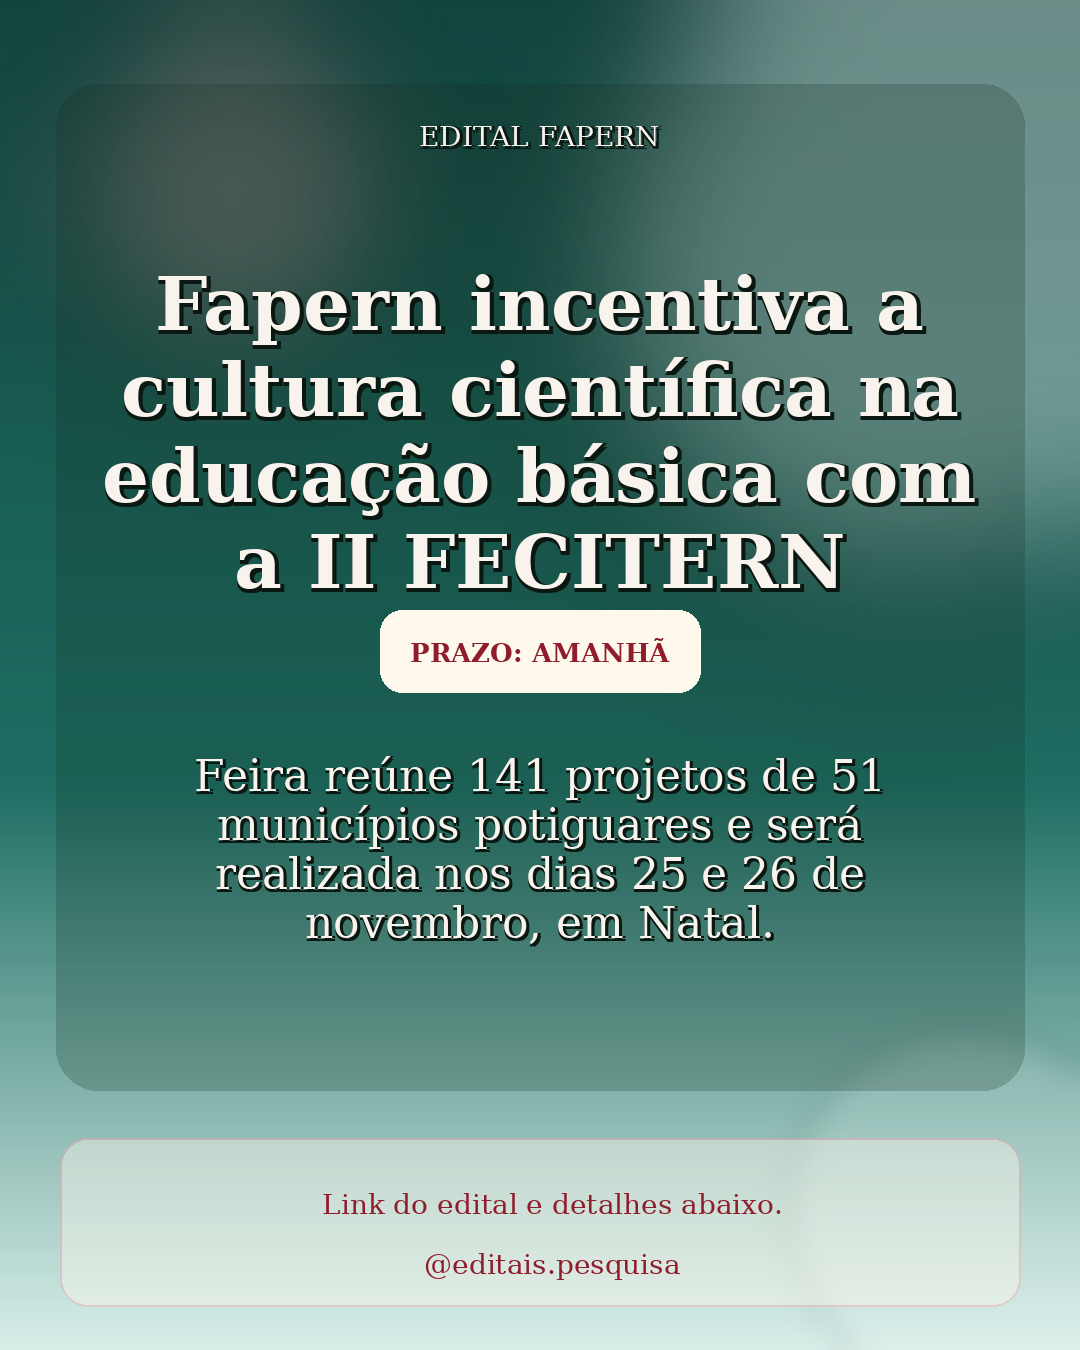 EDITAL FAPERN
Fapern incentiva a
cultura científica na
educação básica com
a II FECITERN
PRAZO: AMANHÃ
Feira reúne 141 projetos de 51
municípios potiguares e será
realizada nos dias 25 e 26 de
novembro, em Natal.
Link do edital e detalhes abaixo.
@editais.pesquisa